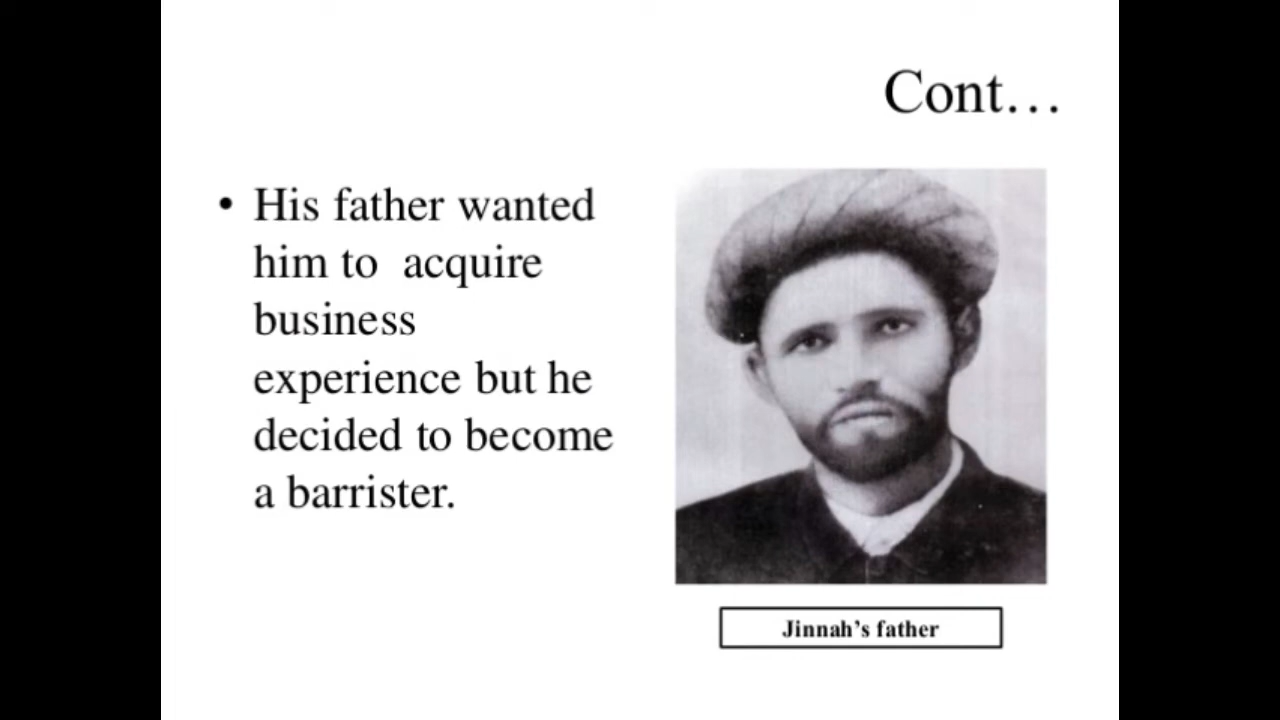 Cont…
• His father wanted
him to  acquire
business
experience but he
decided to become
a barrister.
Jinnah’s father